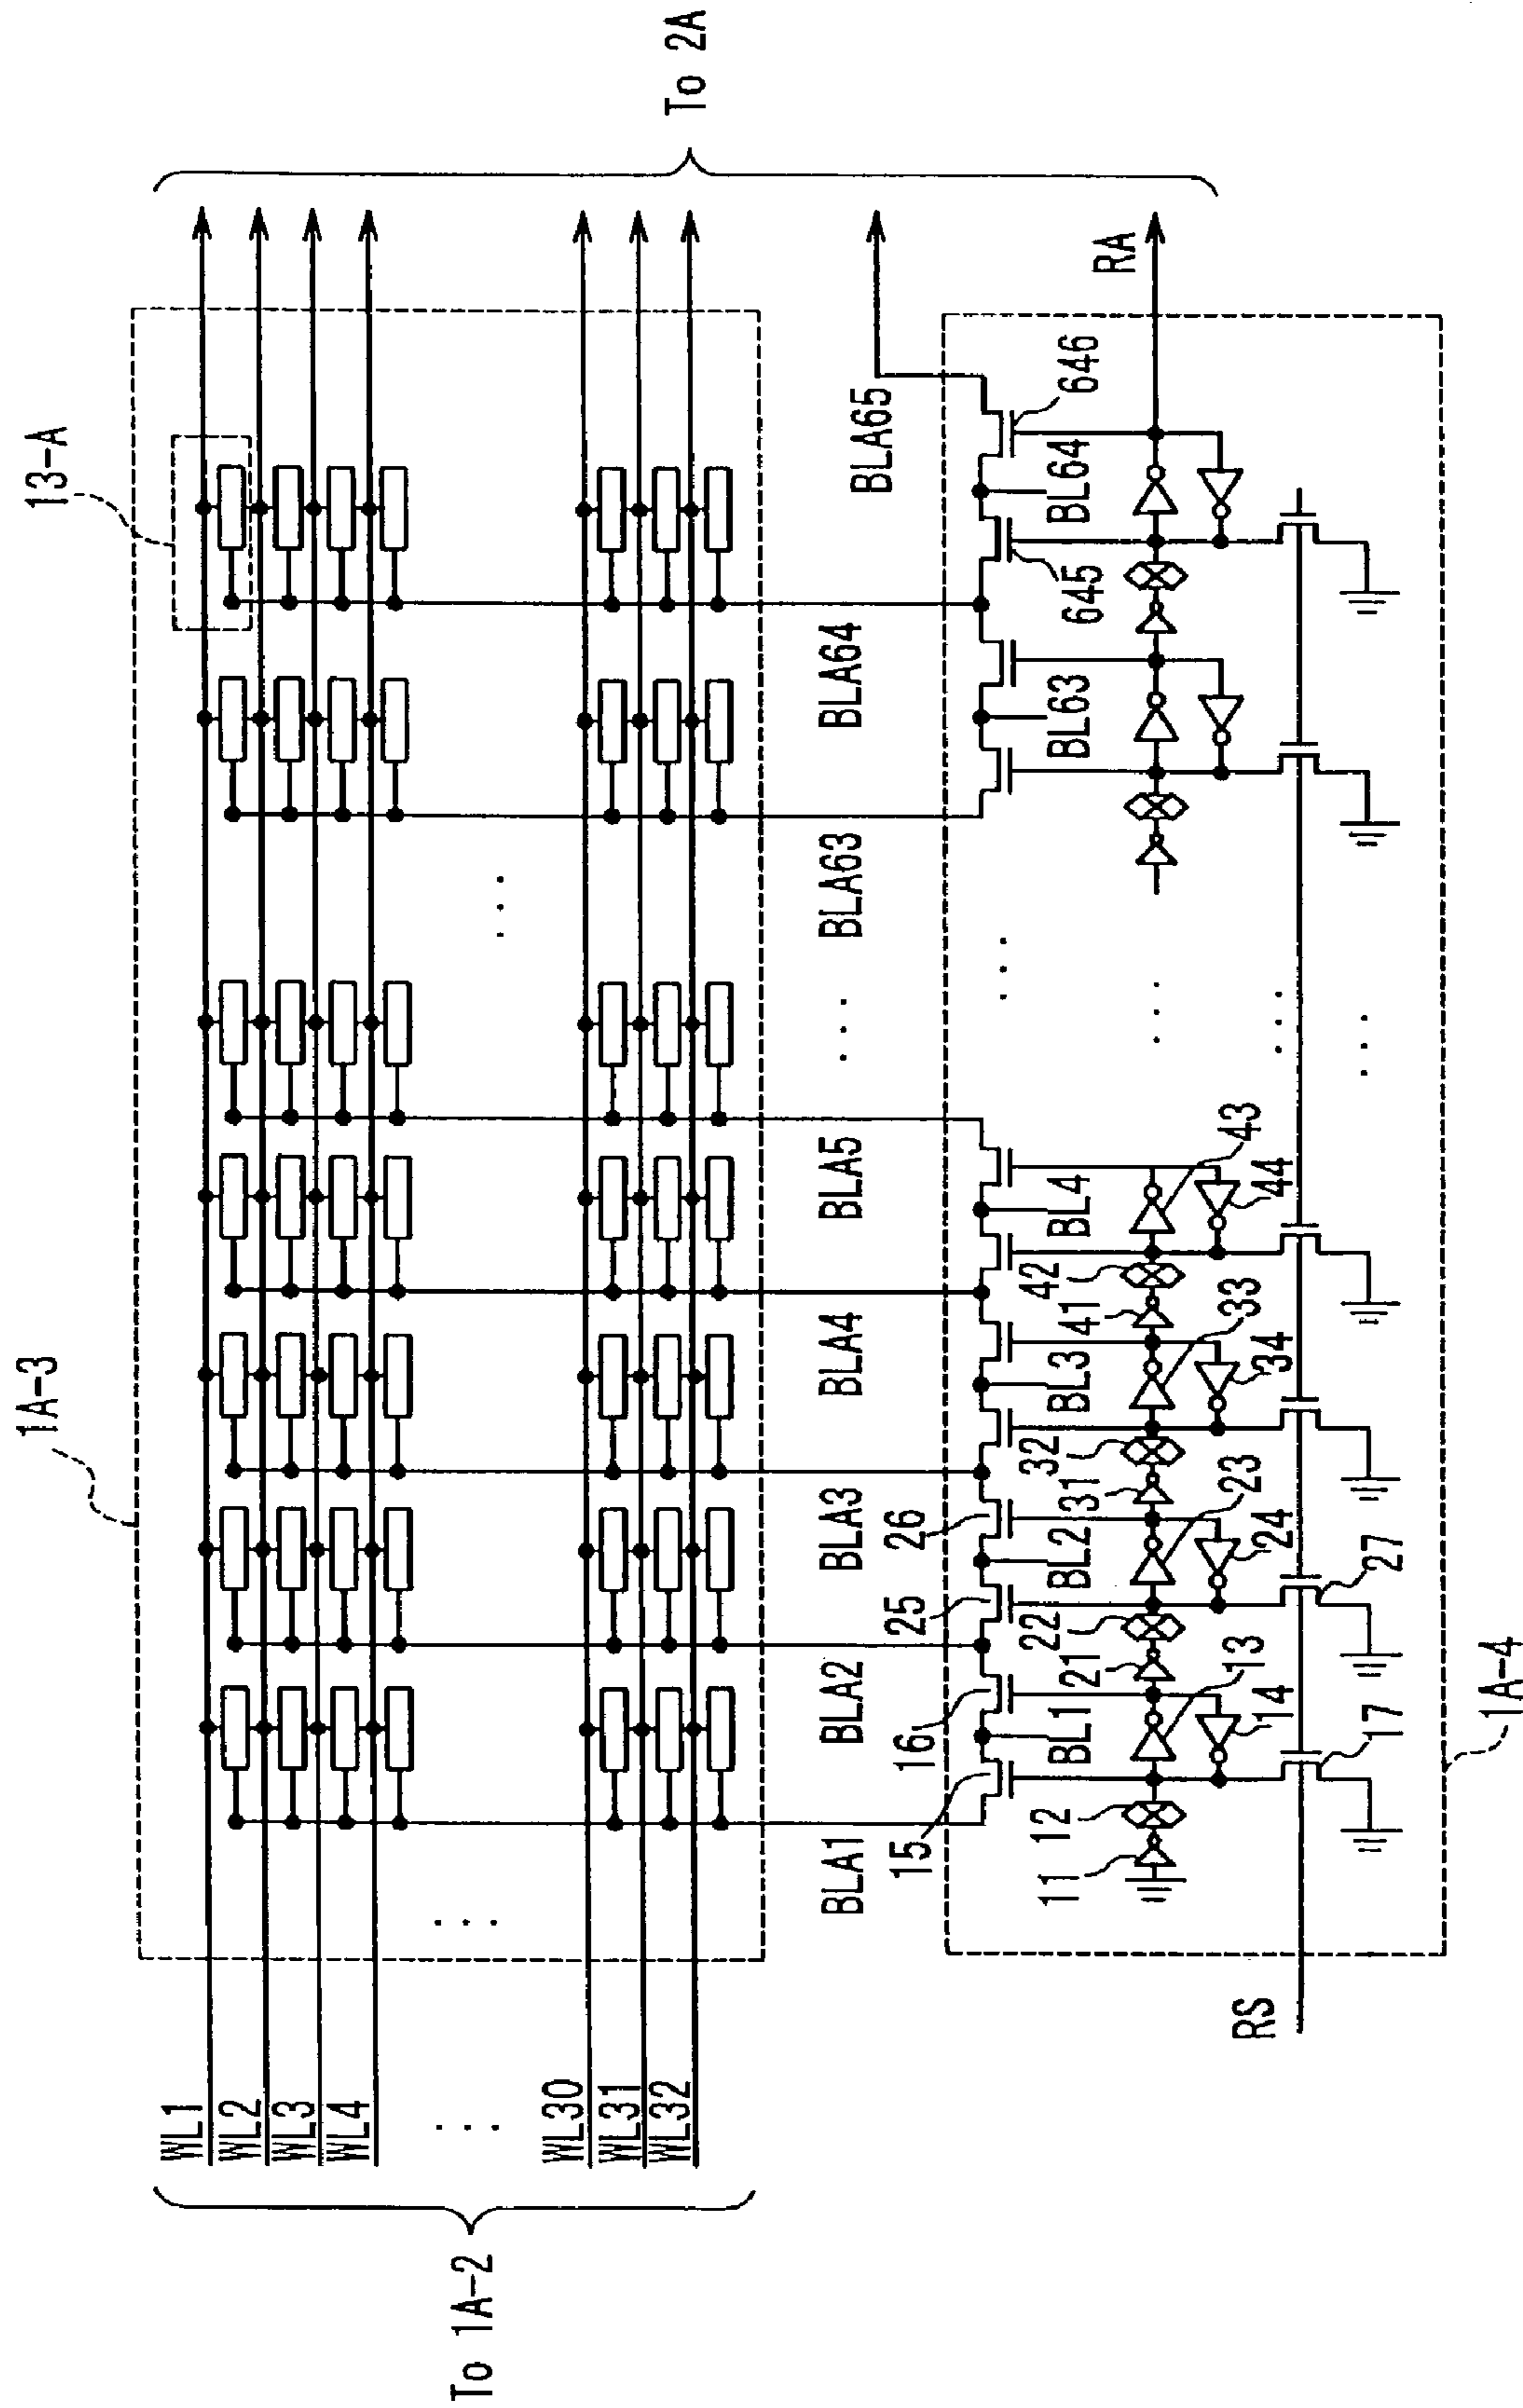 1A-3
13-A
To 1A-2
WL1
WL2
WL3
WL4
...
WL30
WL31
WL32
To 2A
...
...
BLA1
BLA2
BLA3
BLA4
BLA5
...
BLA63
BLA64
BLA65
15
16
25
26
645
646
BL1
BL2
BL3
BL4
...
BL63
BL64
11
12
13
14
17
21
22
23
24
27
31
32
33
34
41
42
43
44
...
...
...
RA
RS
1A-4